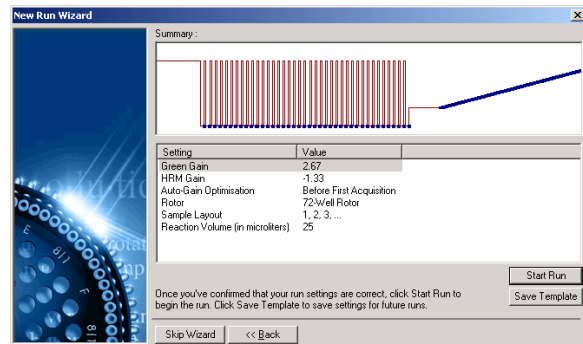 New Run Wizard
Summary :
Setting Value
Green Gain 2.67
HRM Gain -1.33
Auto-Gain Optimisation Before First Acquisition
Rotor 72-Well Rotor
Sample Layout 1, 2, 3, ...
Reaction Volume (in microliters) 25
Start Run
Once you've confirmed that your run settings are correct, click Start Run to
begin the run. Click Save Template to save settings for future runs.
Save Template
Skip Wizard
<< Back